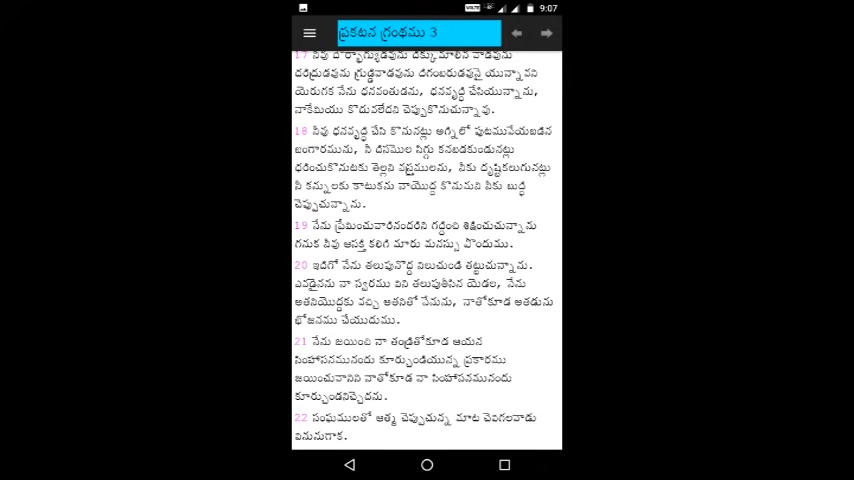 VOLTE 9:07
ప్రకటన గ్రంథము 3
17 నీవు దౌర్భాగ్యుడవును దిక్కుమాలిన వాడవును
దరిద్రుడవును గ్రుడ్డివాడవును దిగంబరుడవునై యున్నావని
యెరుగక నేను ధనవంతుడను, ధనవృద్ధి చేసియున్నాను,
నాకేమియు కొదువలేదని చెప్పుకొనుచున్నావు.
18 నీవు ధనవృద్ధి చేసి కొనునట్లు అగ్నిలో పుటమువేయబడిన
బంగారమును, నీ దిసమొల సిగ్గు కనబడకుండునట్లు
ధరించుకొనుటకు తెల్లని వస్త్రములను, నీకు దృష్టికలుగునట్లు
నీ కన్నులకు కాటుకను నాయొద్ద కొనుమని నీకు బుద్ధి
చెప్పుచున్నాను.
19 నేను ప్రేమించువారినందరిని గద్దించి శిక్షించుచున్నాను
గనుక నీవు ఆసక్తి కలిగి మారు మనస్సు పొందుము.
20 ఇదిగో నేను తలుపునొద్ద నిలుచుండి తట్టుచున్నాను.
ఎవడైనను నా స్వరము విని తలుపుతీసిన యెడల, నేను
అతనియొద్దకు వచ్చి అతనితో నేనును, నాతోకూడ అతడును
భోజనము చేయుదుము.
21 నేను జయించి నా తండ్రితోకూడ ఆయన
సింహాసనమునందు కూర్చుండియున్న ప్రకారము
జయించువానిని నాతోకూడ నా సింహాసనమునందు
కూర్చుండనిచ్చెదను.
22 సంఘములతో ఆత్మ చెప్పుచున్న మాట చెవిగలవాడు
వినునుగాక.